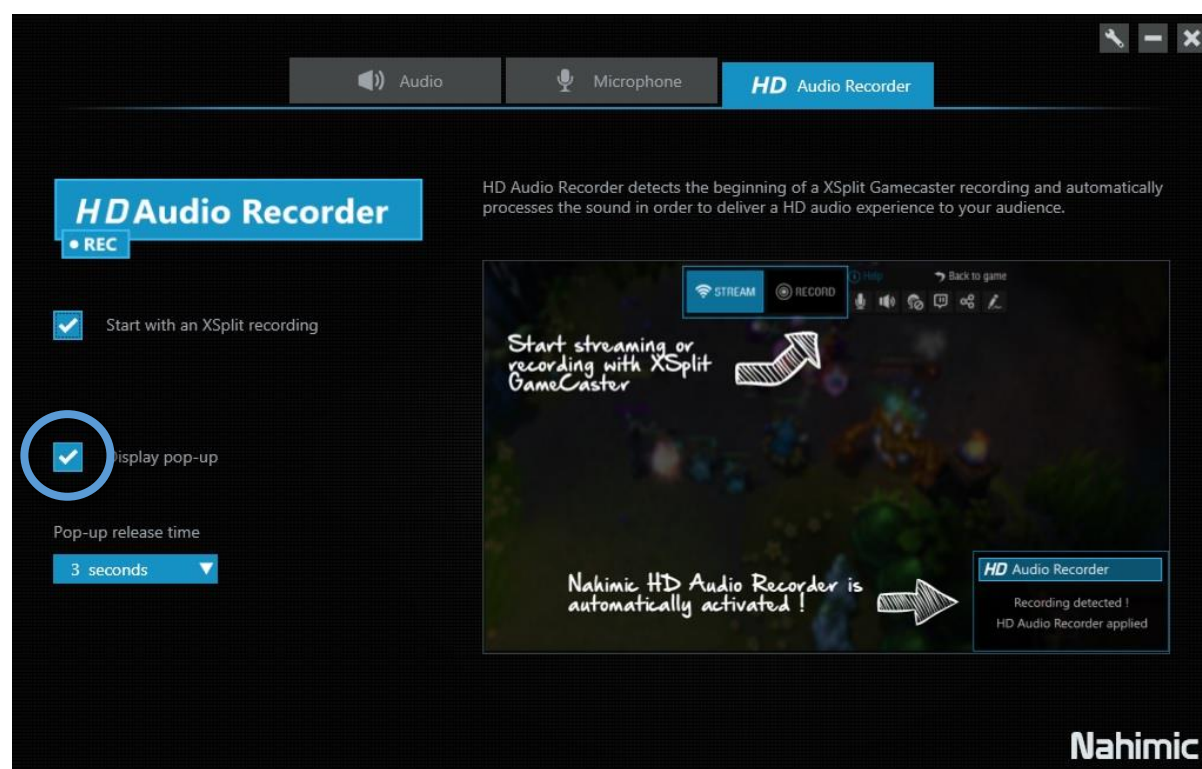 Audio
Microphone
HD Audio Recorder
HD Audio Recorder
• REC
HD Audio Recorder detects the beginning of a XSplit Gamecaster recording and automatically
processes the sound in order to deliver a HD audio experience to your audience.
Start with an XSplit recording
Display pop-up
Pop-up release time
3 seconds
STREAM
RECORD
Help
Back to game
Start streaming or
recording with XSplit
GameCaster
Nahimic HD Audio Recorder is
automatically activated !
HD Audio Recorder
Recording detected !
HD Audio Recorder applied
Nahimic